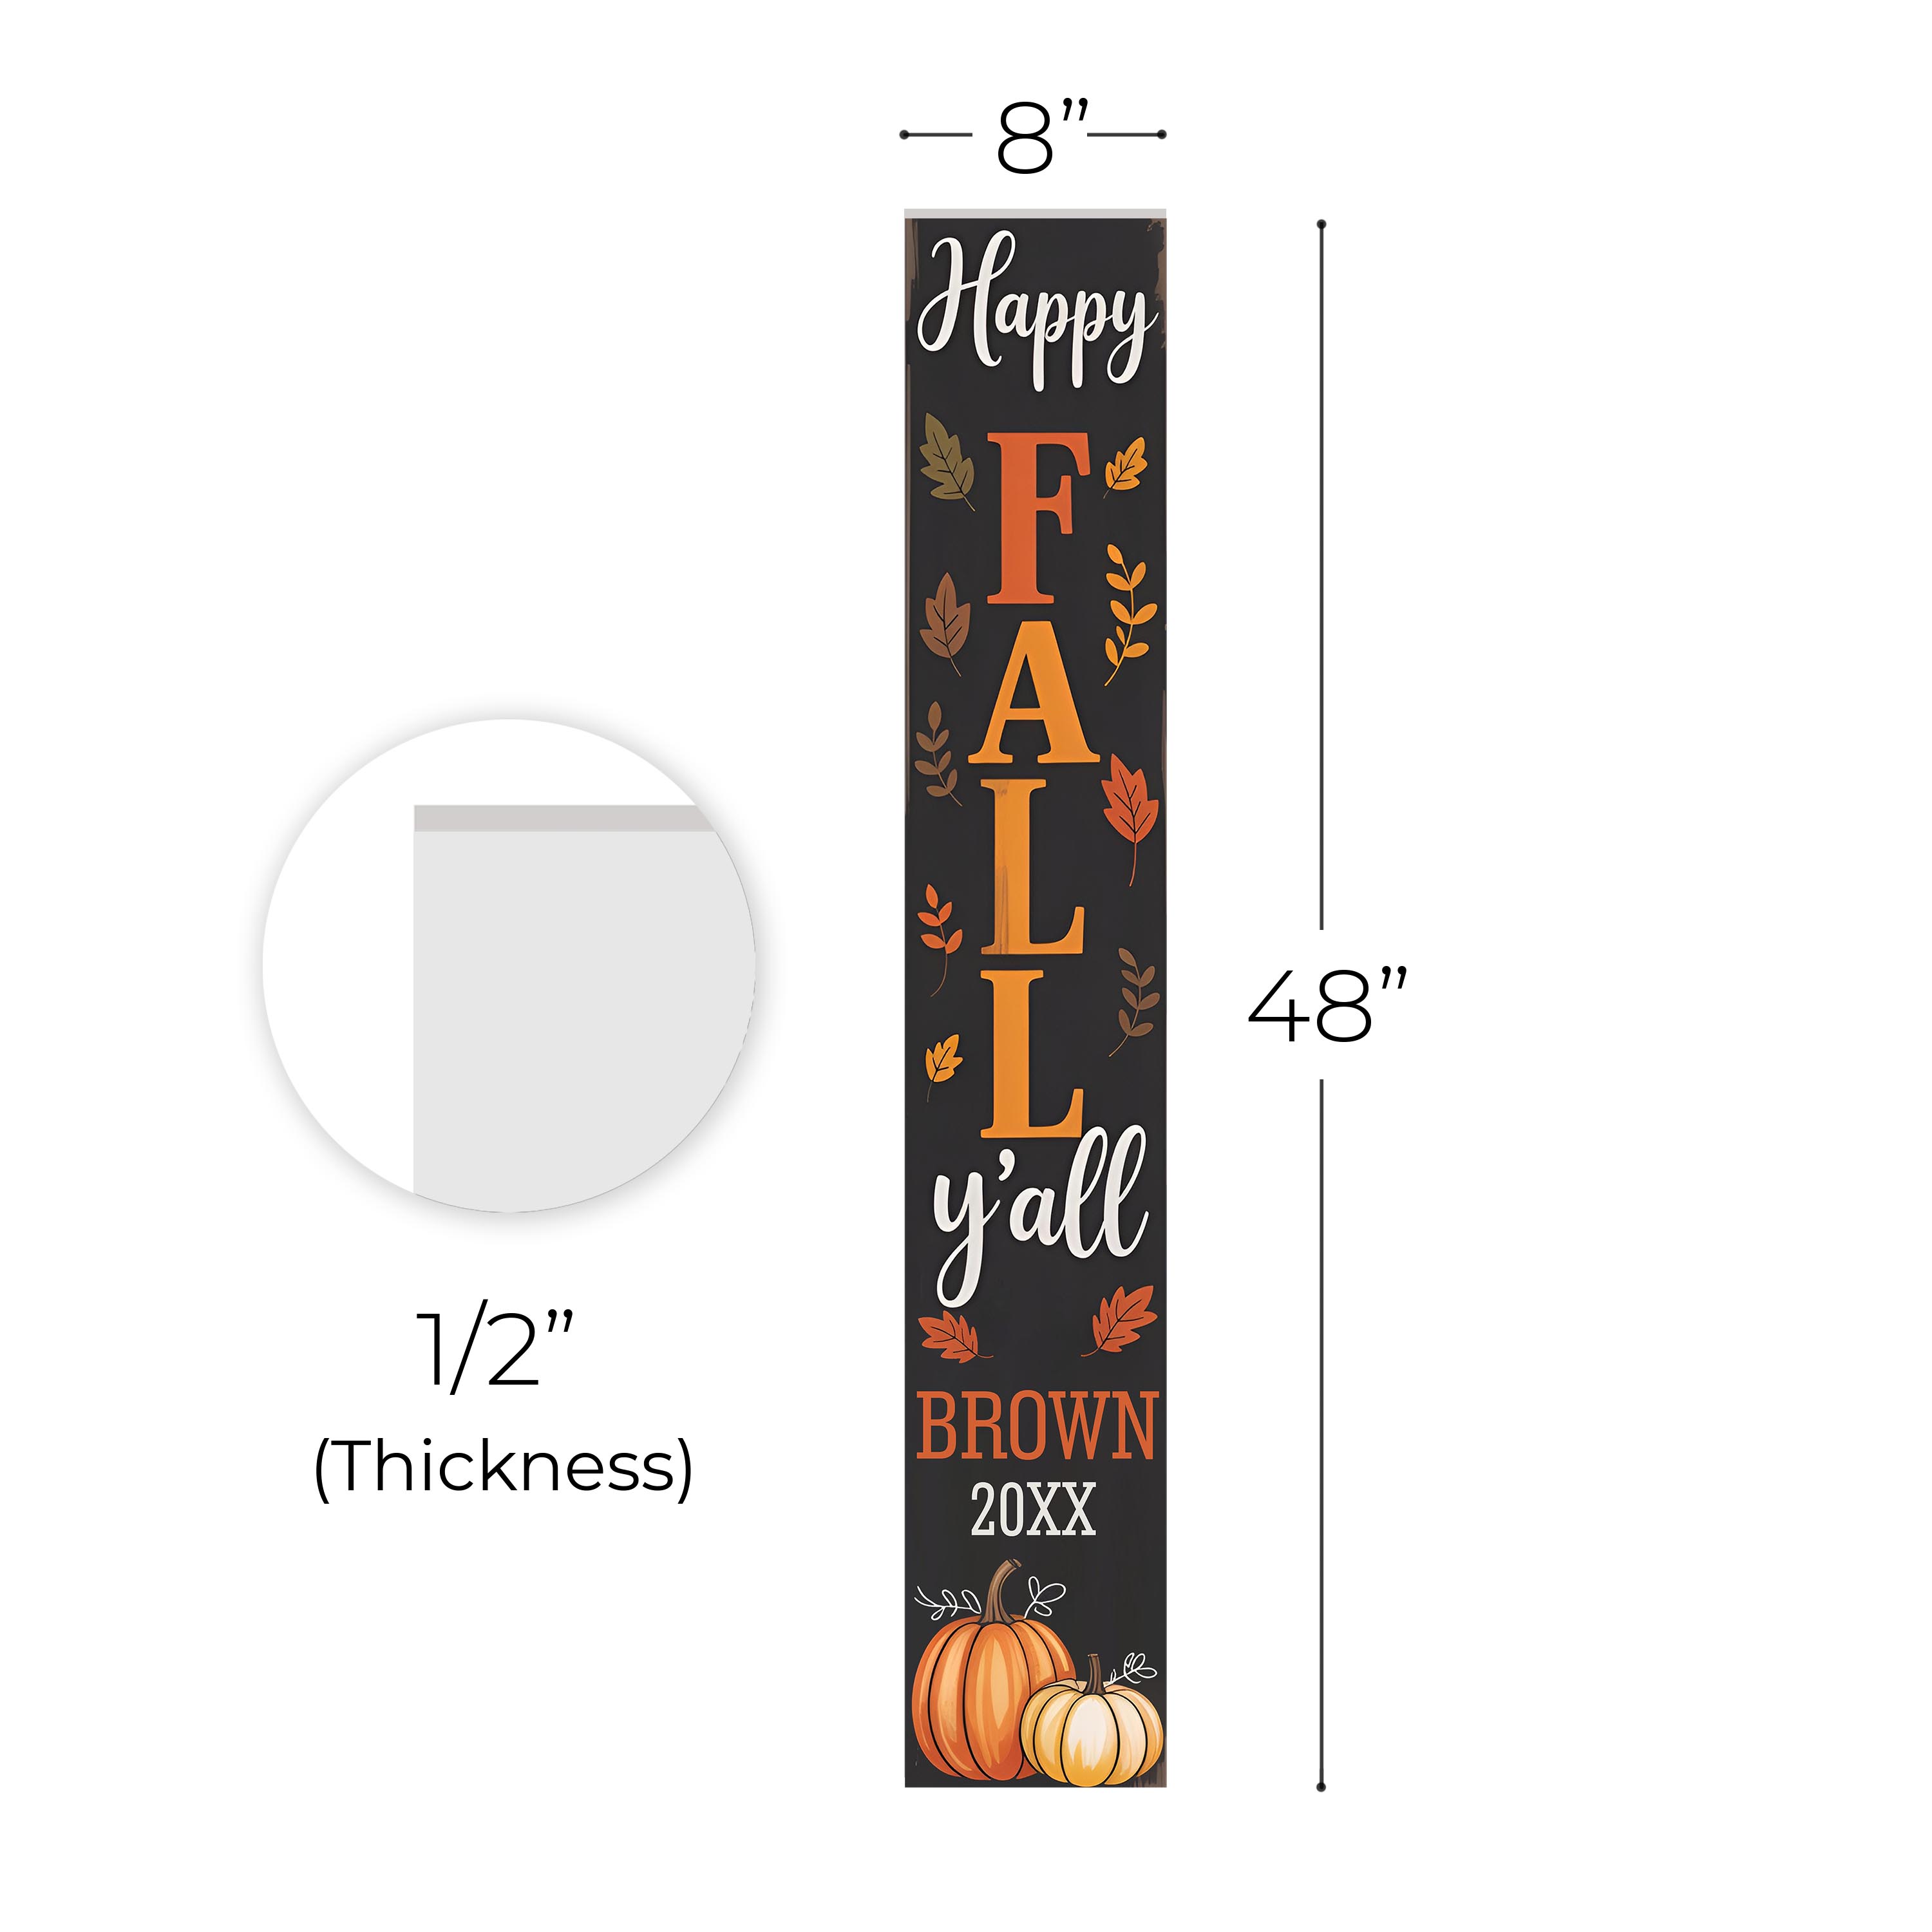 8”
Happy
F
A
L
L
y’all
BROWN
20XX
48”
1/2”
(Thickness)